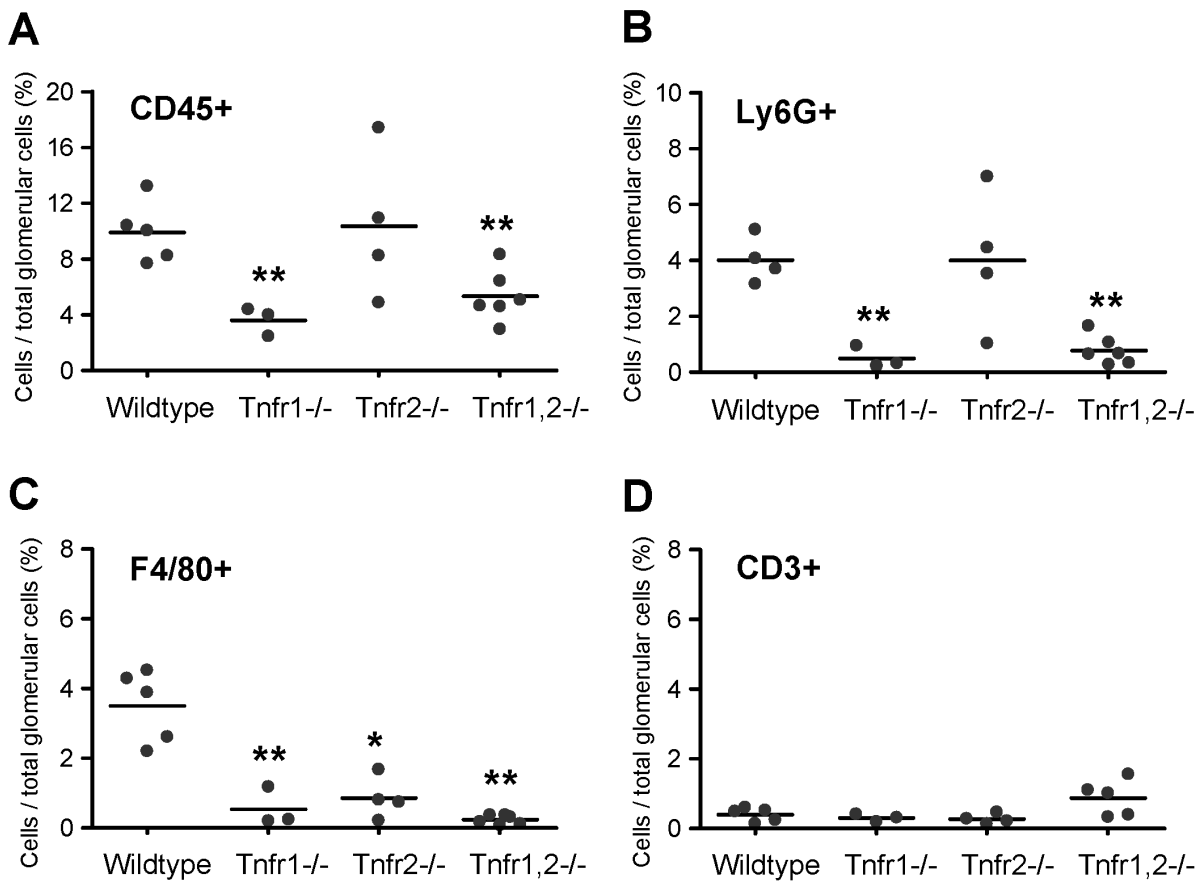 A
Cells / total glomerular cells (%)
CD45+
20
16
12
8
4
0
**
**
Wildtype Tnfr1-/- Tnfr2-/- Tnfr1,2-/-
B
Cells / total glomerular cells (%)
Ly6G+
10
8
6
4
2
0
**
**
Wildtype Tnfr1-/- Tnfr2-/- Tnfr1,2-/-
C
Cells / total glomerular cells (%)
F4/80+
8
6
4
2
0
**
*
**
Wildtype Tnfr1-/- Tnfr2-/- Tnfr1,2-/-
D
Cells / total glomerular cells (%)
CD3+
8
6
4
2
0
Wildtype Tnfr1-/- Tnfr2-/- Tnfr1,2-/-